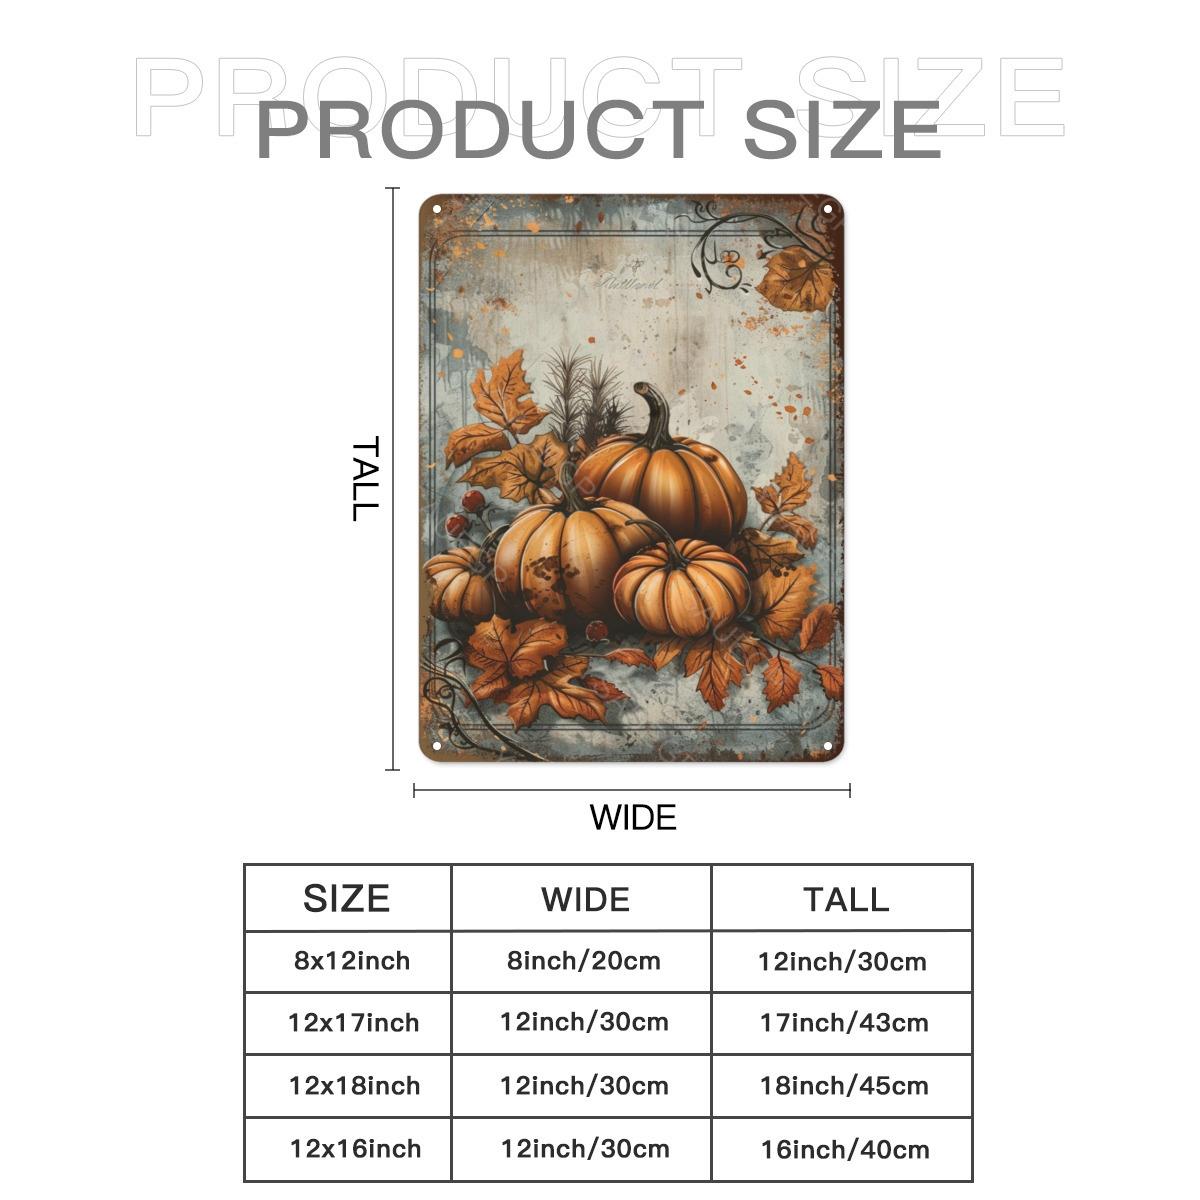 PRODUCT SIZE
PRODUCT SIZE
TALL
WIDE
SIZE WIDE TALL
8x12inch 8inch/20cm 12inch/30cm
12x17inch 12inch/30cm 17inch/43cm
12x18inch 12inch/30cm 18inch/45cm
12x16inch 12inch/30cm 16inch/40cm